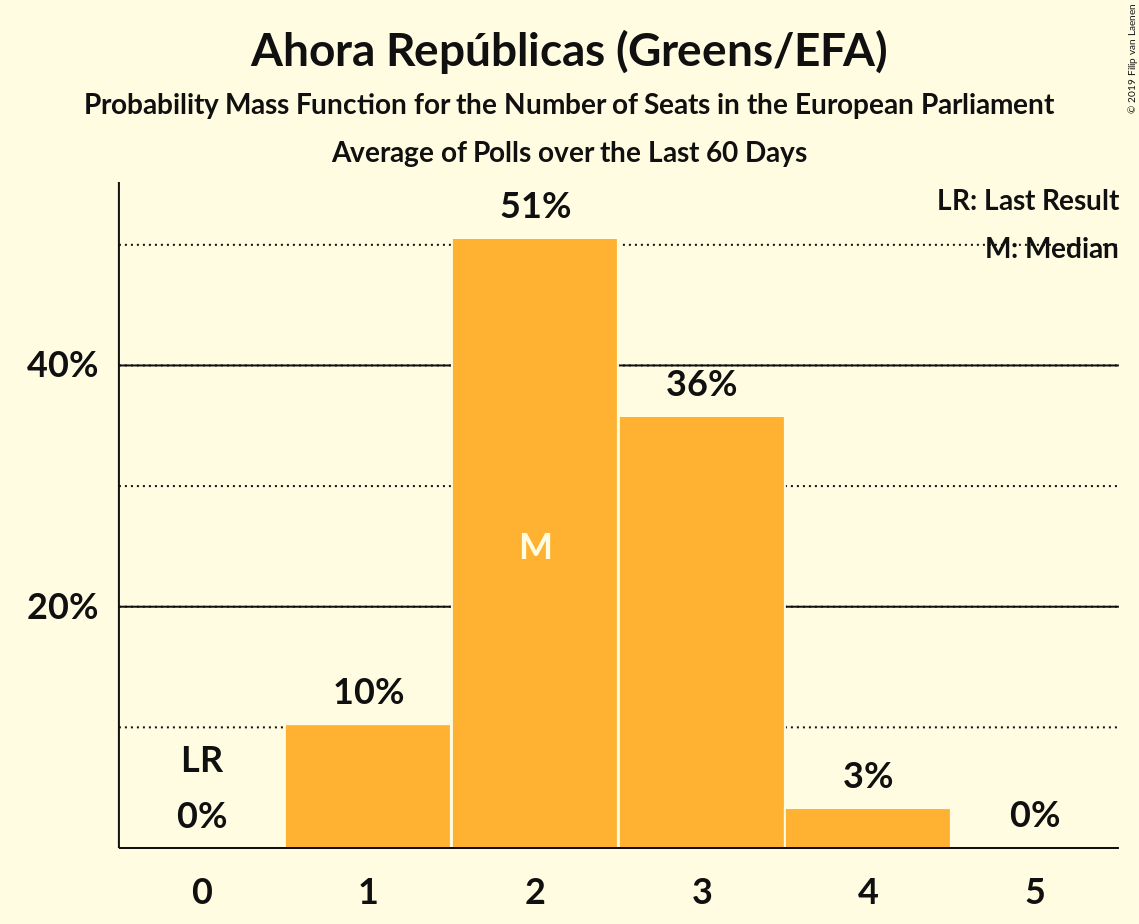 Ahora Repúblicas (Greens/EFA)
Probability Mass Function for the Number of Seats in the European Parliament
Average of Polls over the Last 60 Days
© 2019 Filip van Laenen
LR: Last Result
M: Median
51%
40%
36%
M
20%
10%
LR
0%
3%
0%
0 1 2 3 4 5